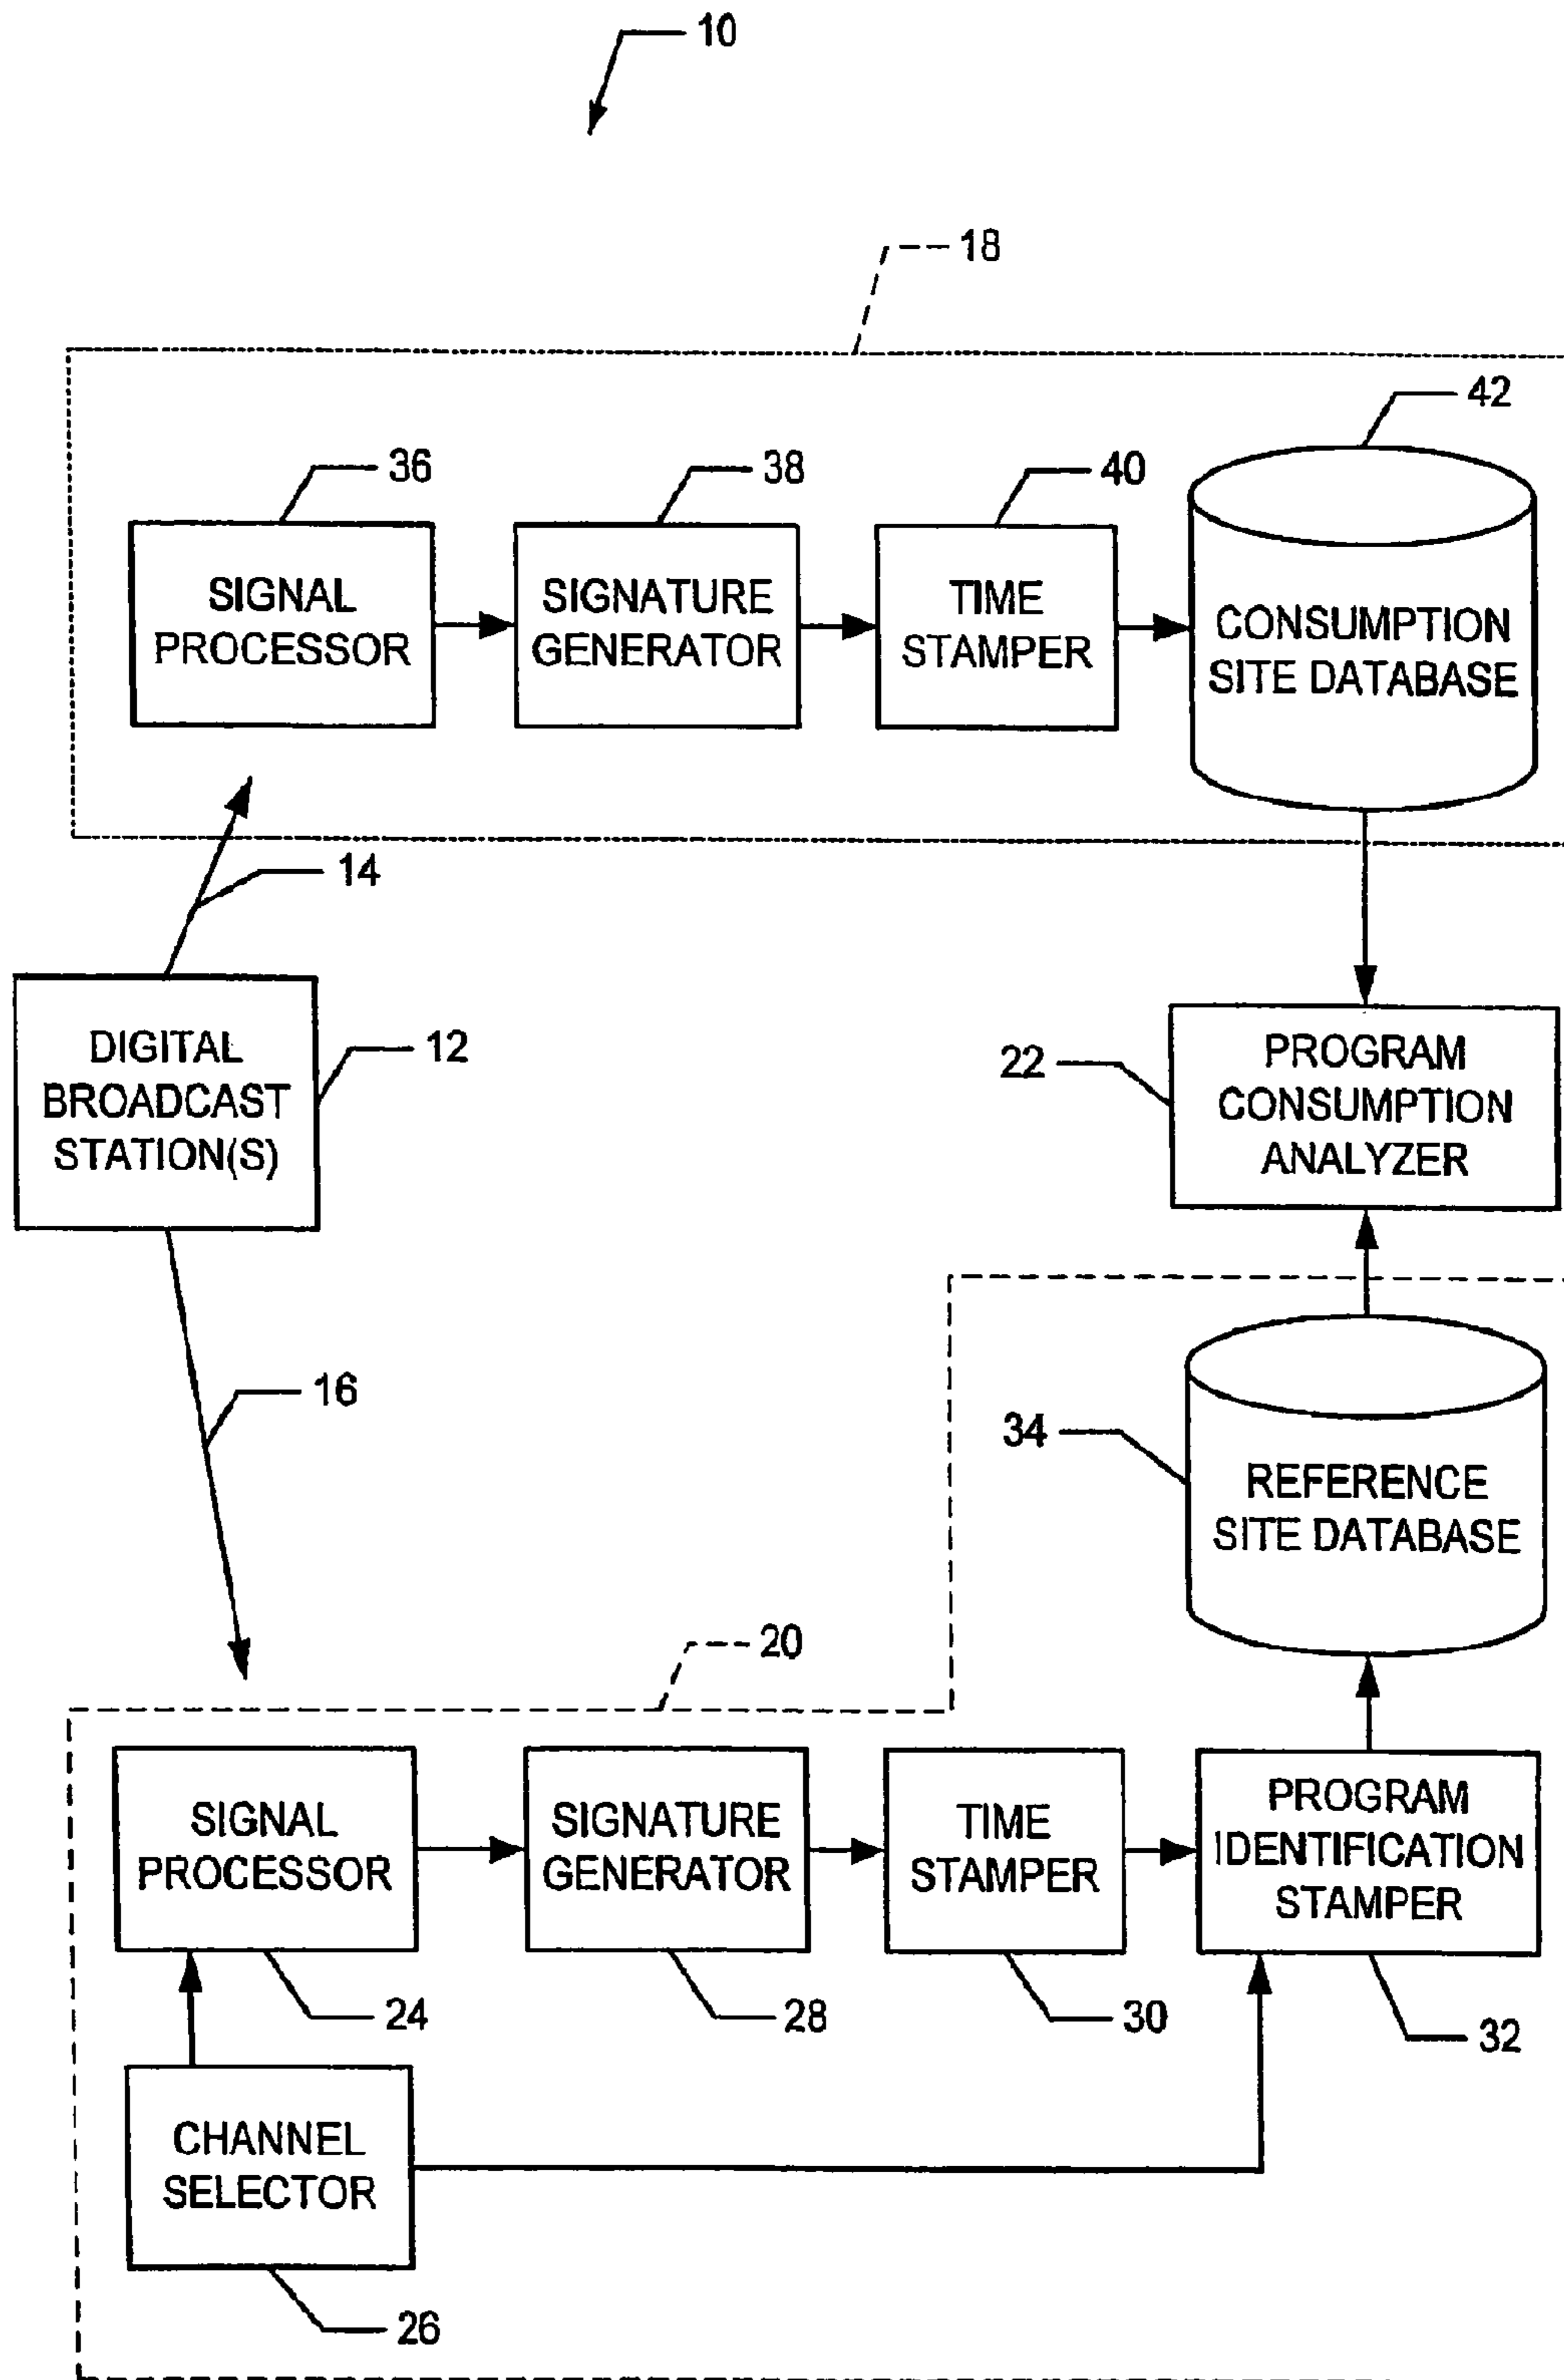 10
18
42
36
38
40
SIGNAL
PROCESSOR
SIGNATURE
GENERATOR
TIME
STAMPER
CONSUMPTION
SITE DATABASE
14
DIGITAL
BROADCAST
STATION(S)
12
22
PROGRAM
CONSUMPTION
ANALYZER
16
34
REFERENCE
SITE DATABASE
20
SIGNAL
PROCESSOR
SIGNATURE
GENERATOR
TIME
STAMPER
PROGRAM
IDENTIFICATION
STAMPER
24
28
30
32
CHANNEL
SELECTOR
26